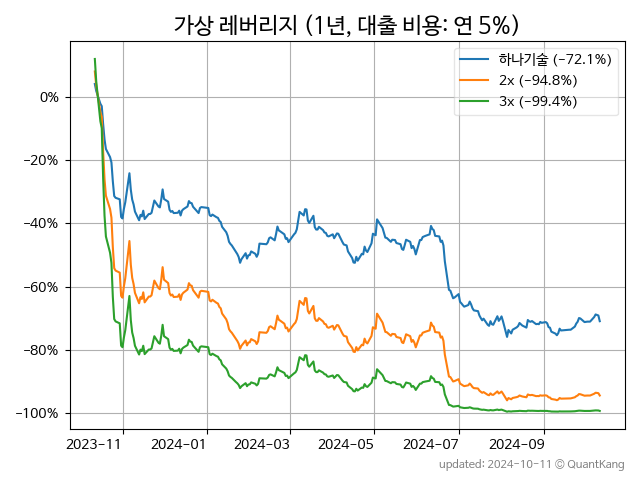 가상 레버리지 (1년, 대출 비용: 연 5%)
하나기술 (-72.1%)
2x (-94.8%)
3x (-99.4%)
0%
-20%
-40%
-60%
-80%
-100%
2023-11
2024-01
2024-03
2024-05
2024-07
2024-09
updated: 2024-10-11 © QuantKang